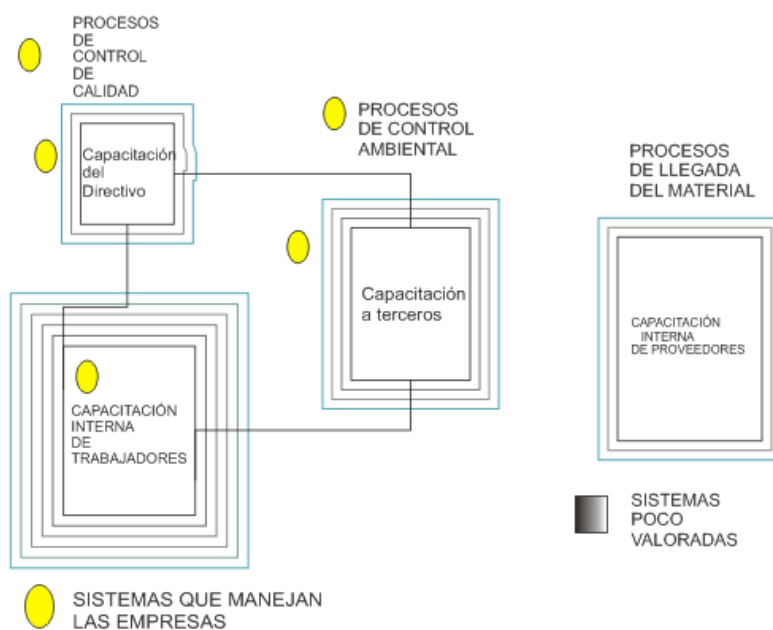 PROCESOS
DE
CONTROL
DE
CALIDAD
Capacitación
del
Directivo
PROCESOS
DE CONTROL
AMBIENTAL
Capacitación
a terceros
PROCESOS
DE LLEGADA
DEL MATERIAL
CAPACITACIÓN
INTERNA
DE PROVEEDORES
CAPACITACIÓN
INTERNA
DE
TRABAJADORES
SISTEMAS
POCO
VALORADAS
SISTEMAS QUE MANEJAN
LAS EMPRESAS